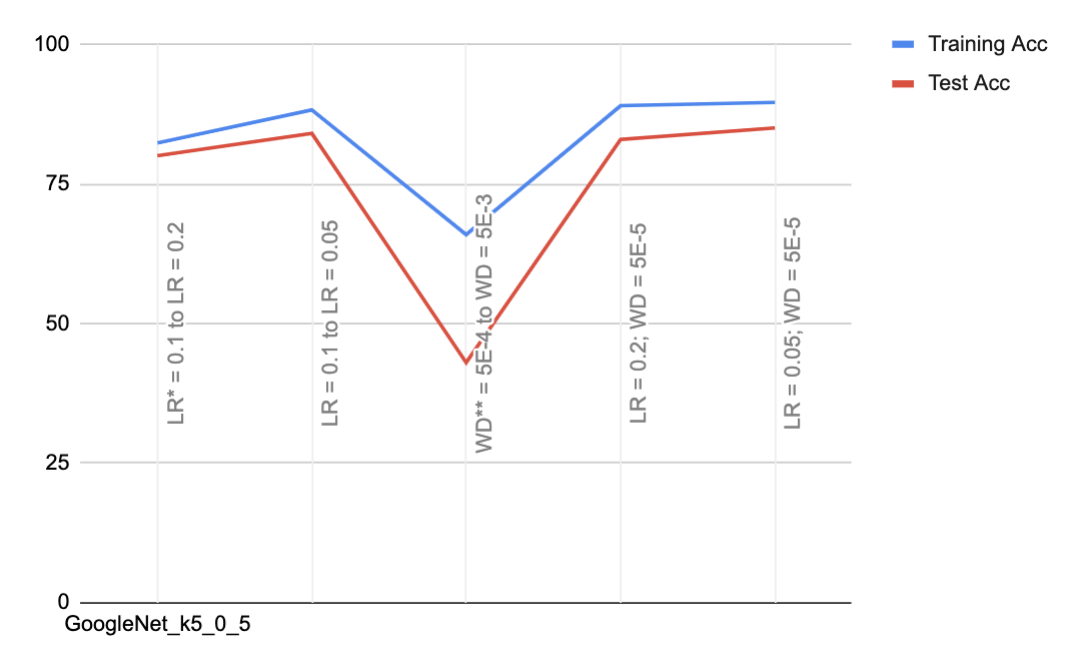 100
75
50
25
0
Training Acc
Test Acc
LR* = 0.1 to LR = 0.2
LR = 0.1 to LR = 0.05
WD** = 5E-4 to WD = 5E-3
LR = 0.2; WD = 5E-5
LR = 0.05; WD = 5E-5
GoogleNet_k5_0_5